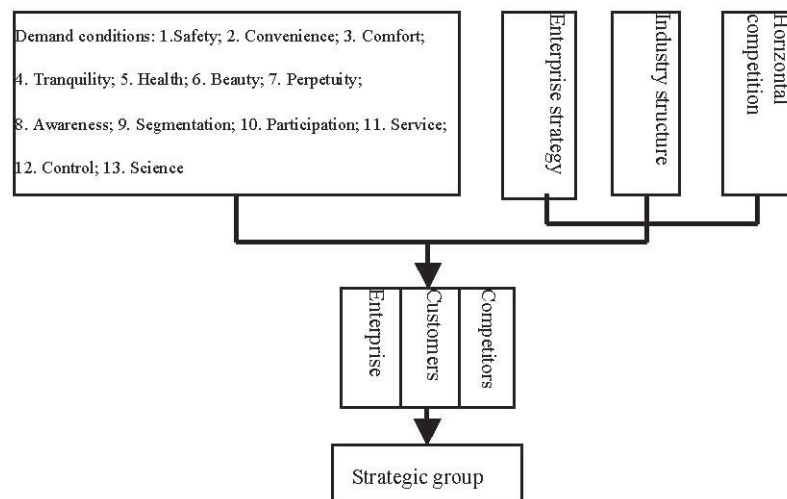 Demand conditions: 1.Safety; 2. Convenience; 3. Comfort;
4. Tranquility; 5. Health; 6. Beauty; 7. Perpetuity;
8. Awareness; 9. Segmentation; 10. Participation; 11. Service;
12. Control; 13. Science
Enterprise strategy
Industry structure
Horizontal
competition
Enterprise
Customers
Competitors
Strategic group